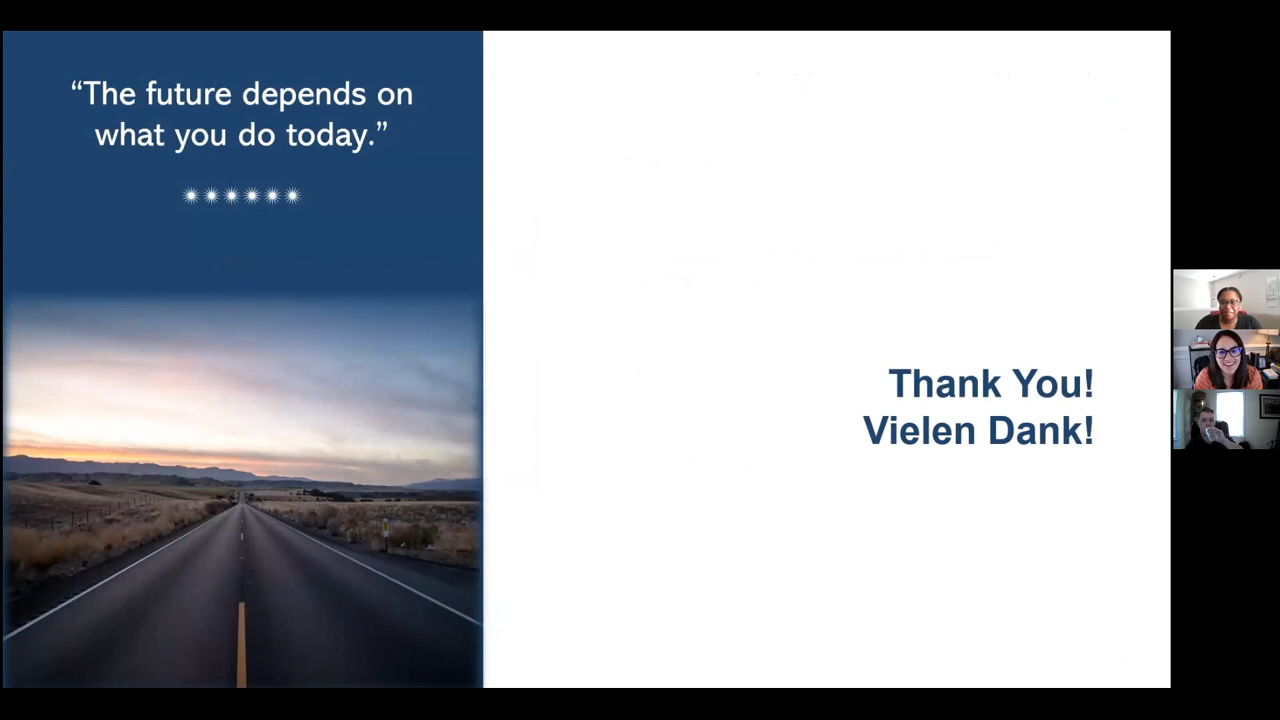 “The future depends on
what you do today.”
Thank You!
Vielen Dank!